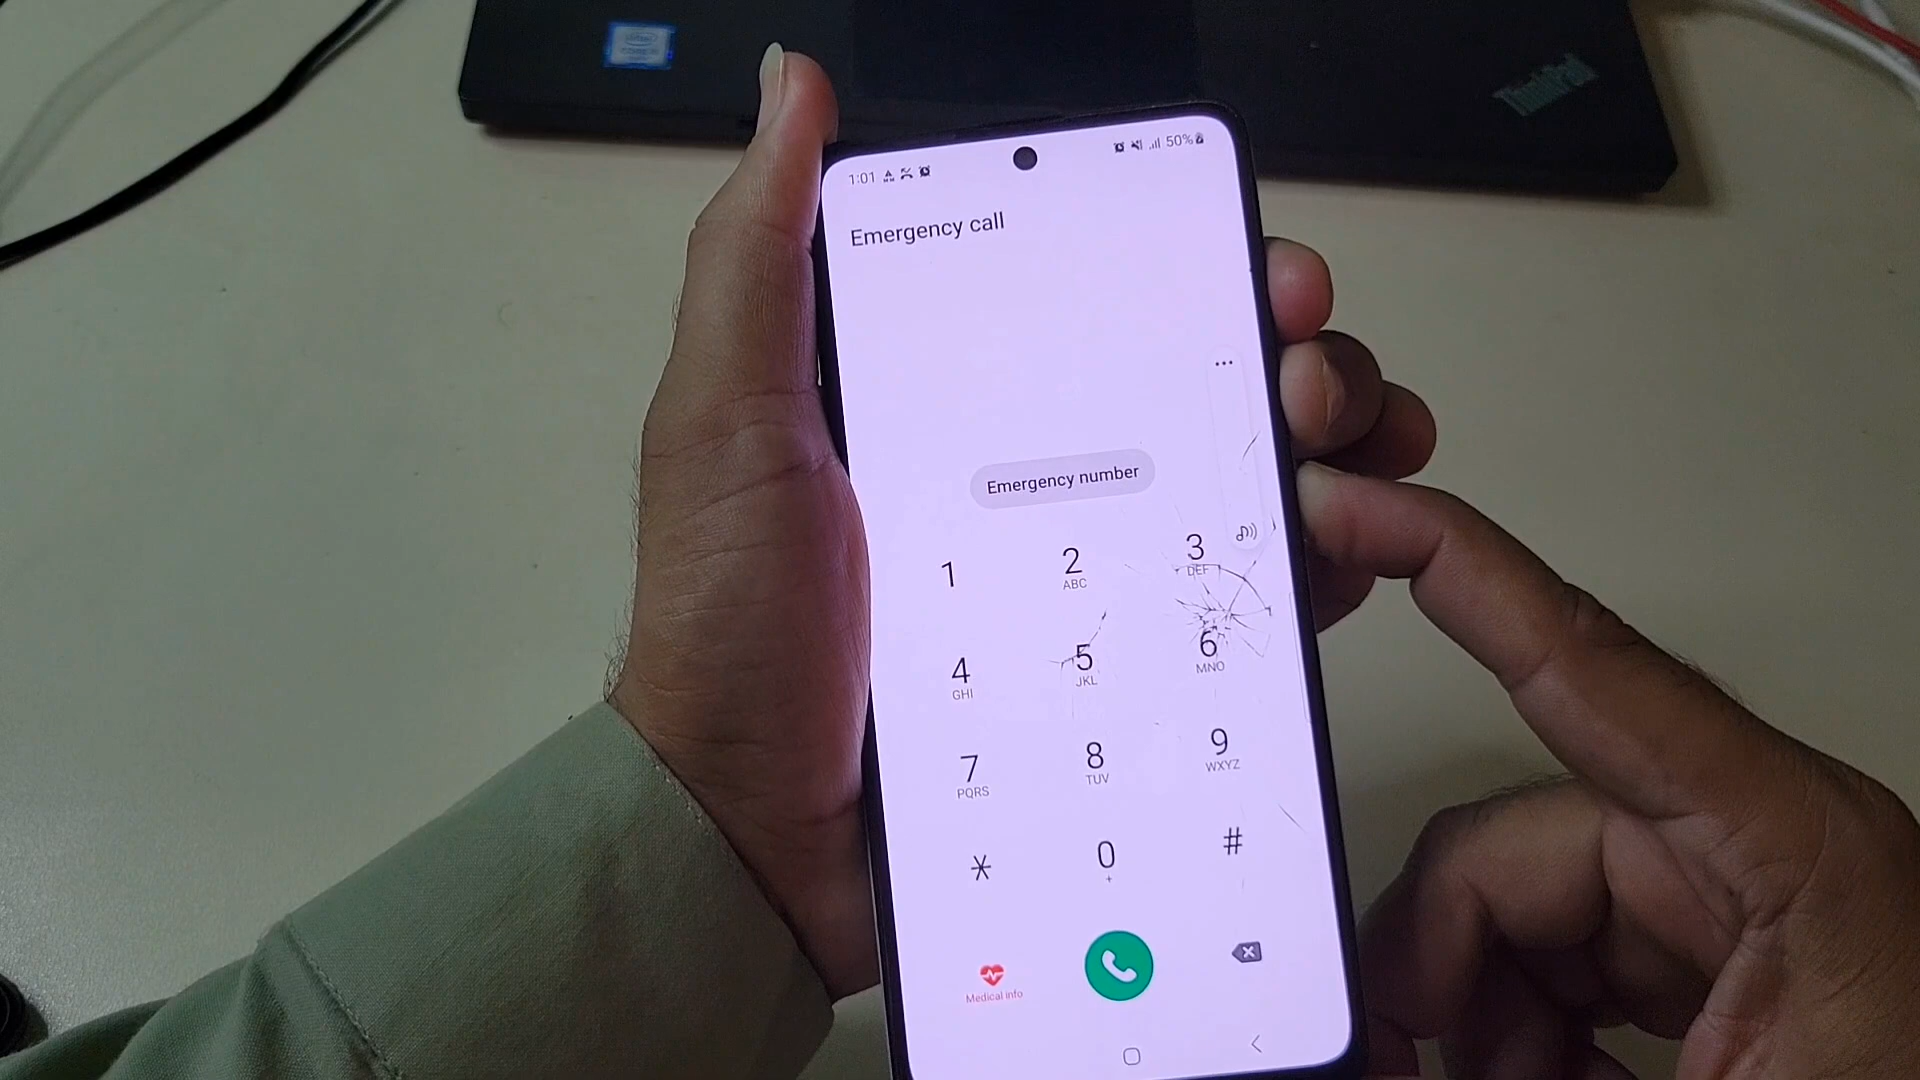 ThinkPad
1:01
50%
Emergency call
Emergency number
1
2
ABC
3
DEF
4
GHI
5
JKL
6
MNO
7
PQRS
8
TUV
9
WXYZ
*
0
+
#
Medical info